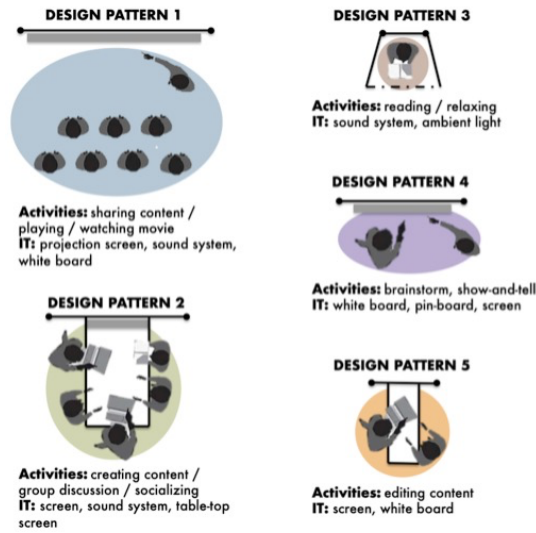 DESIGN PATTERN 1
Activities: sharing content /
playing / watching movie
IT: projection screen, sound system,
white board
DESIGN PATTERN 2
Activities: creating content /
group discussion / socializing
IT: screen, sound system, table-top
screen
DESIGN PATTERN 3
Activities: reading / relaxing
IT: sound system, ambient light
DESIGN PATTERN 4
Activities: brainstorm, show-and-tell
IT: white board, pin-board, screen
DESIGN PATTERN 5
Activities: editing content
IT: screen, white board